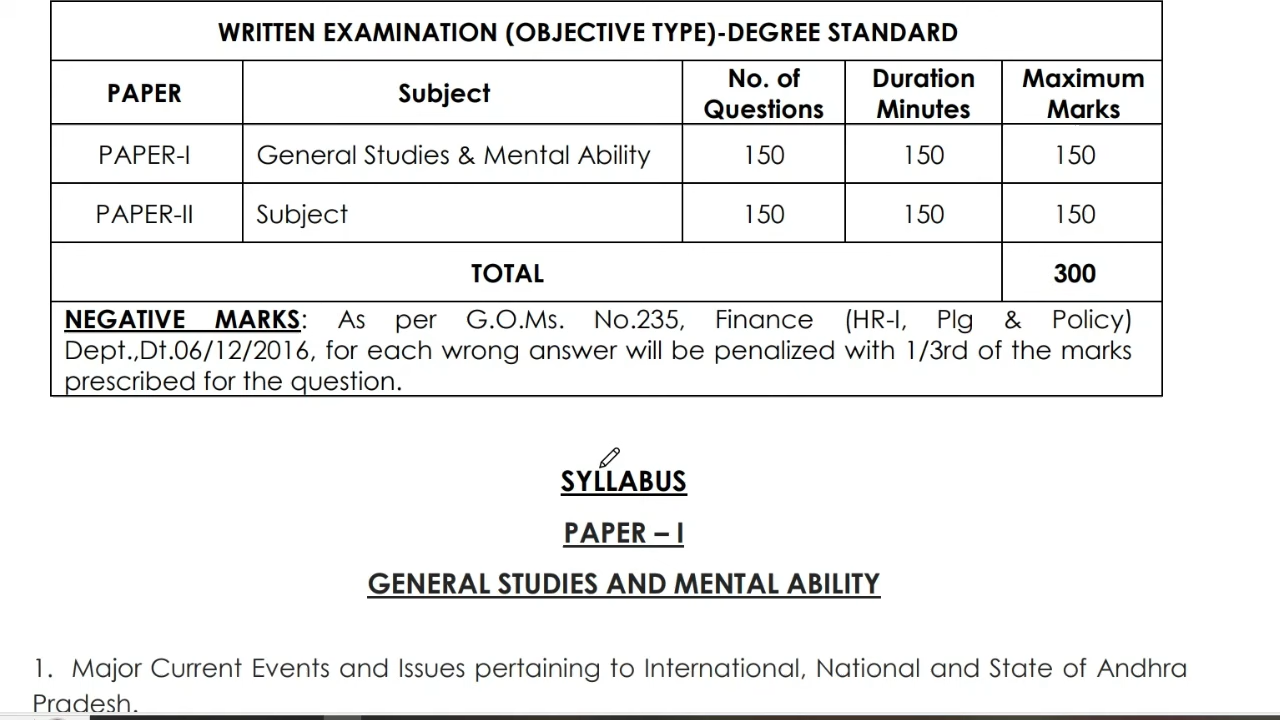 WRITTEN EXAMINATION (OBJECTIVE TYPE)-DEGREE STANDARD
PAPER Subject No. of Questions Duration Minutes Maximum Marks
PAPER-I General Studies & Mental Ability 150 150 150
PAPER-II Subject 150 150 150
TOTAL 300
NEGATIVE MARKS: As per G.O.Ms. No.235, Finance (HR-I, Plg & Policy)
Dept.,Dt.06/12/2016, for each wrong answer will be penalized with 1/3rd of the marks
prescribed for the question.
SYLLABUS
PAPER – I
GENERAL STUDIES AND MENTAL ABILITY
1. Major Current Events and Issues pertaining to International, National and State of Andhra
Pradesh.